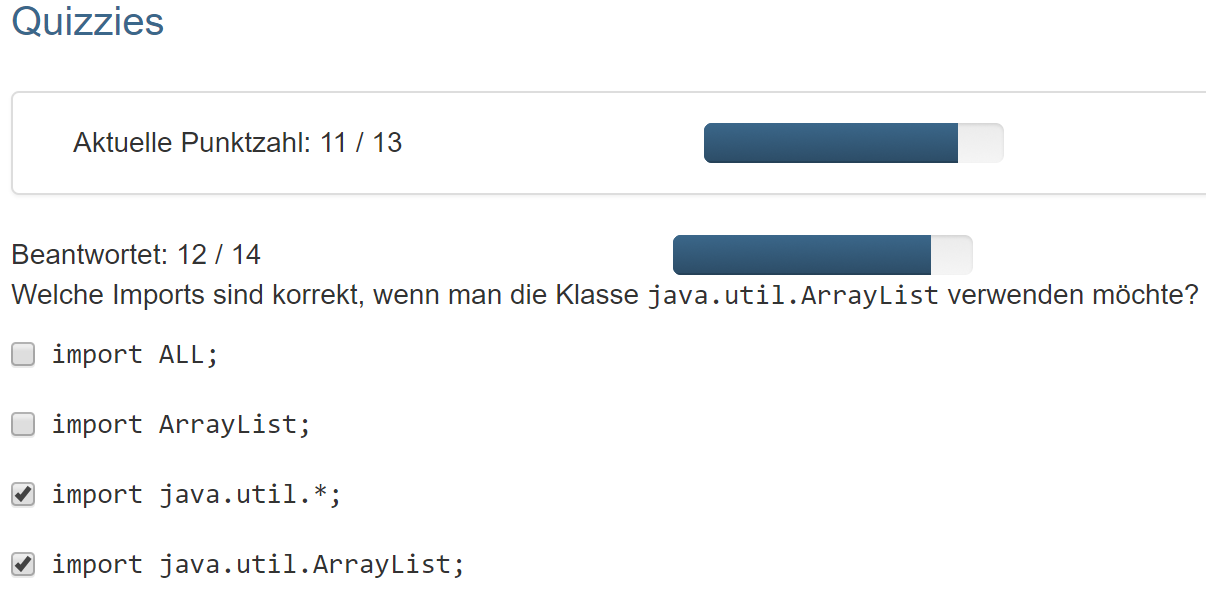 Quizzies
Aktuelle Punktzahl: 11 / 13
Beantwortet: 12 / 14
Welche Imports sind korrekt, wenn man die Klasse java.util.ArrayList verwenden möchte?
import ALL;
import ArrayList;
import java.util.*;
import java.util.ArrayList;